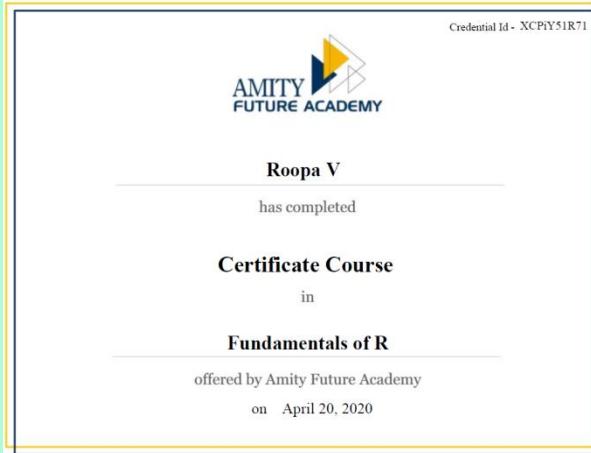 Credential Id - XCPiY51R71
AMITY
FUTURE ACADEMY
Roopa V
has completed
Certificate Course
in
Fundamentals of R
offered by Amity Future Academy
on April 20, 2020